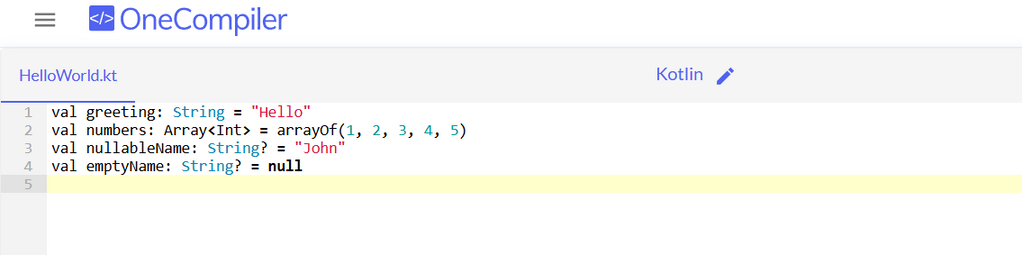 </> OneCompiler
HelloWorld.kt
Kotlin
1 val greeting: String = "Hello"
2 val numbers: Array<Int> = arrayOf(1, 2, 3, 4, 5)
3 val nullableName: String? = "John"
4 val emptyName: String? = null
5